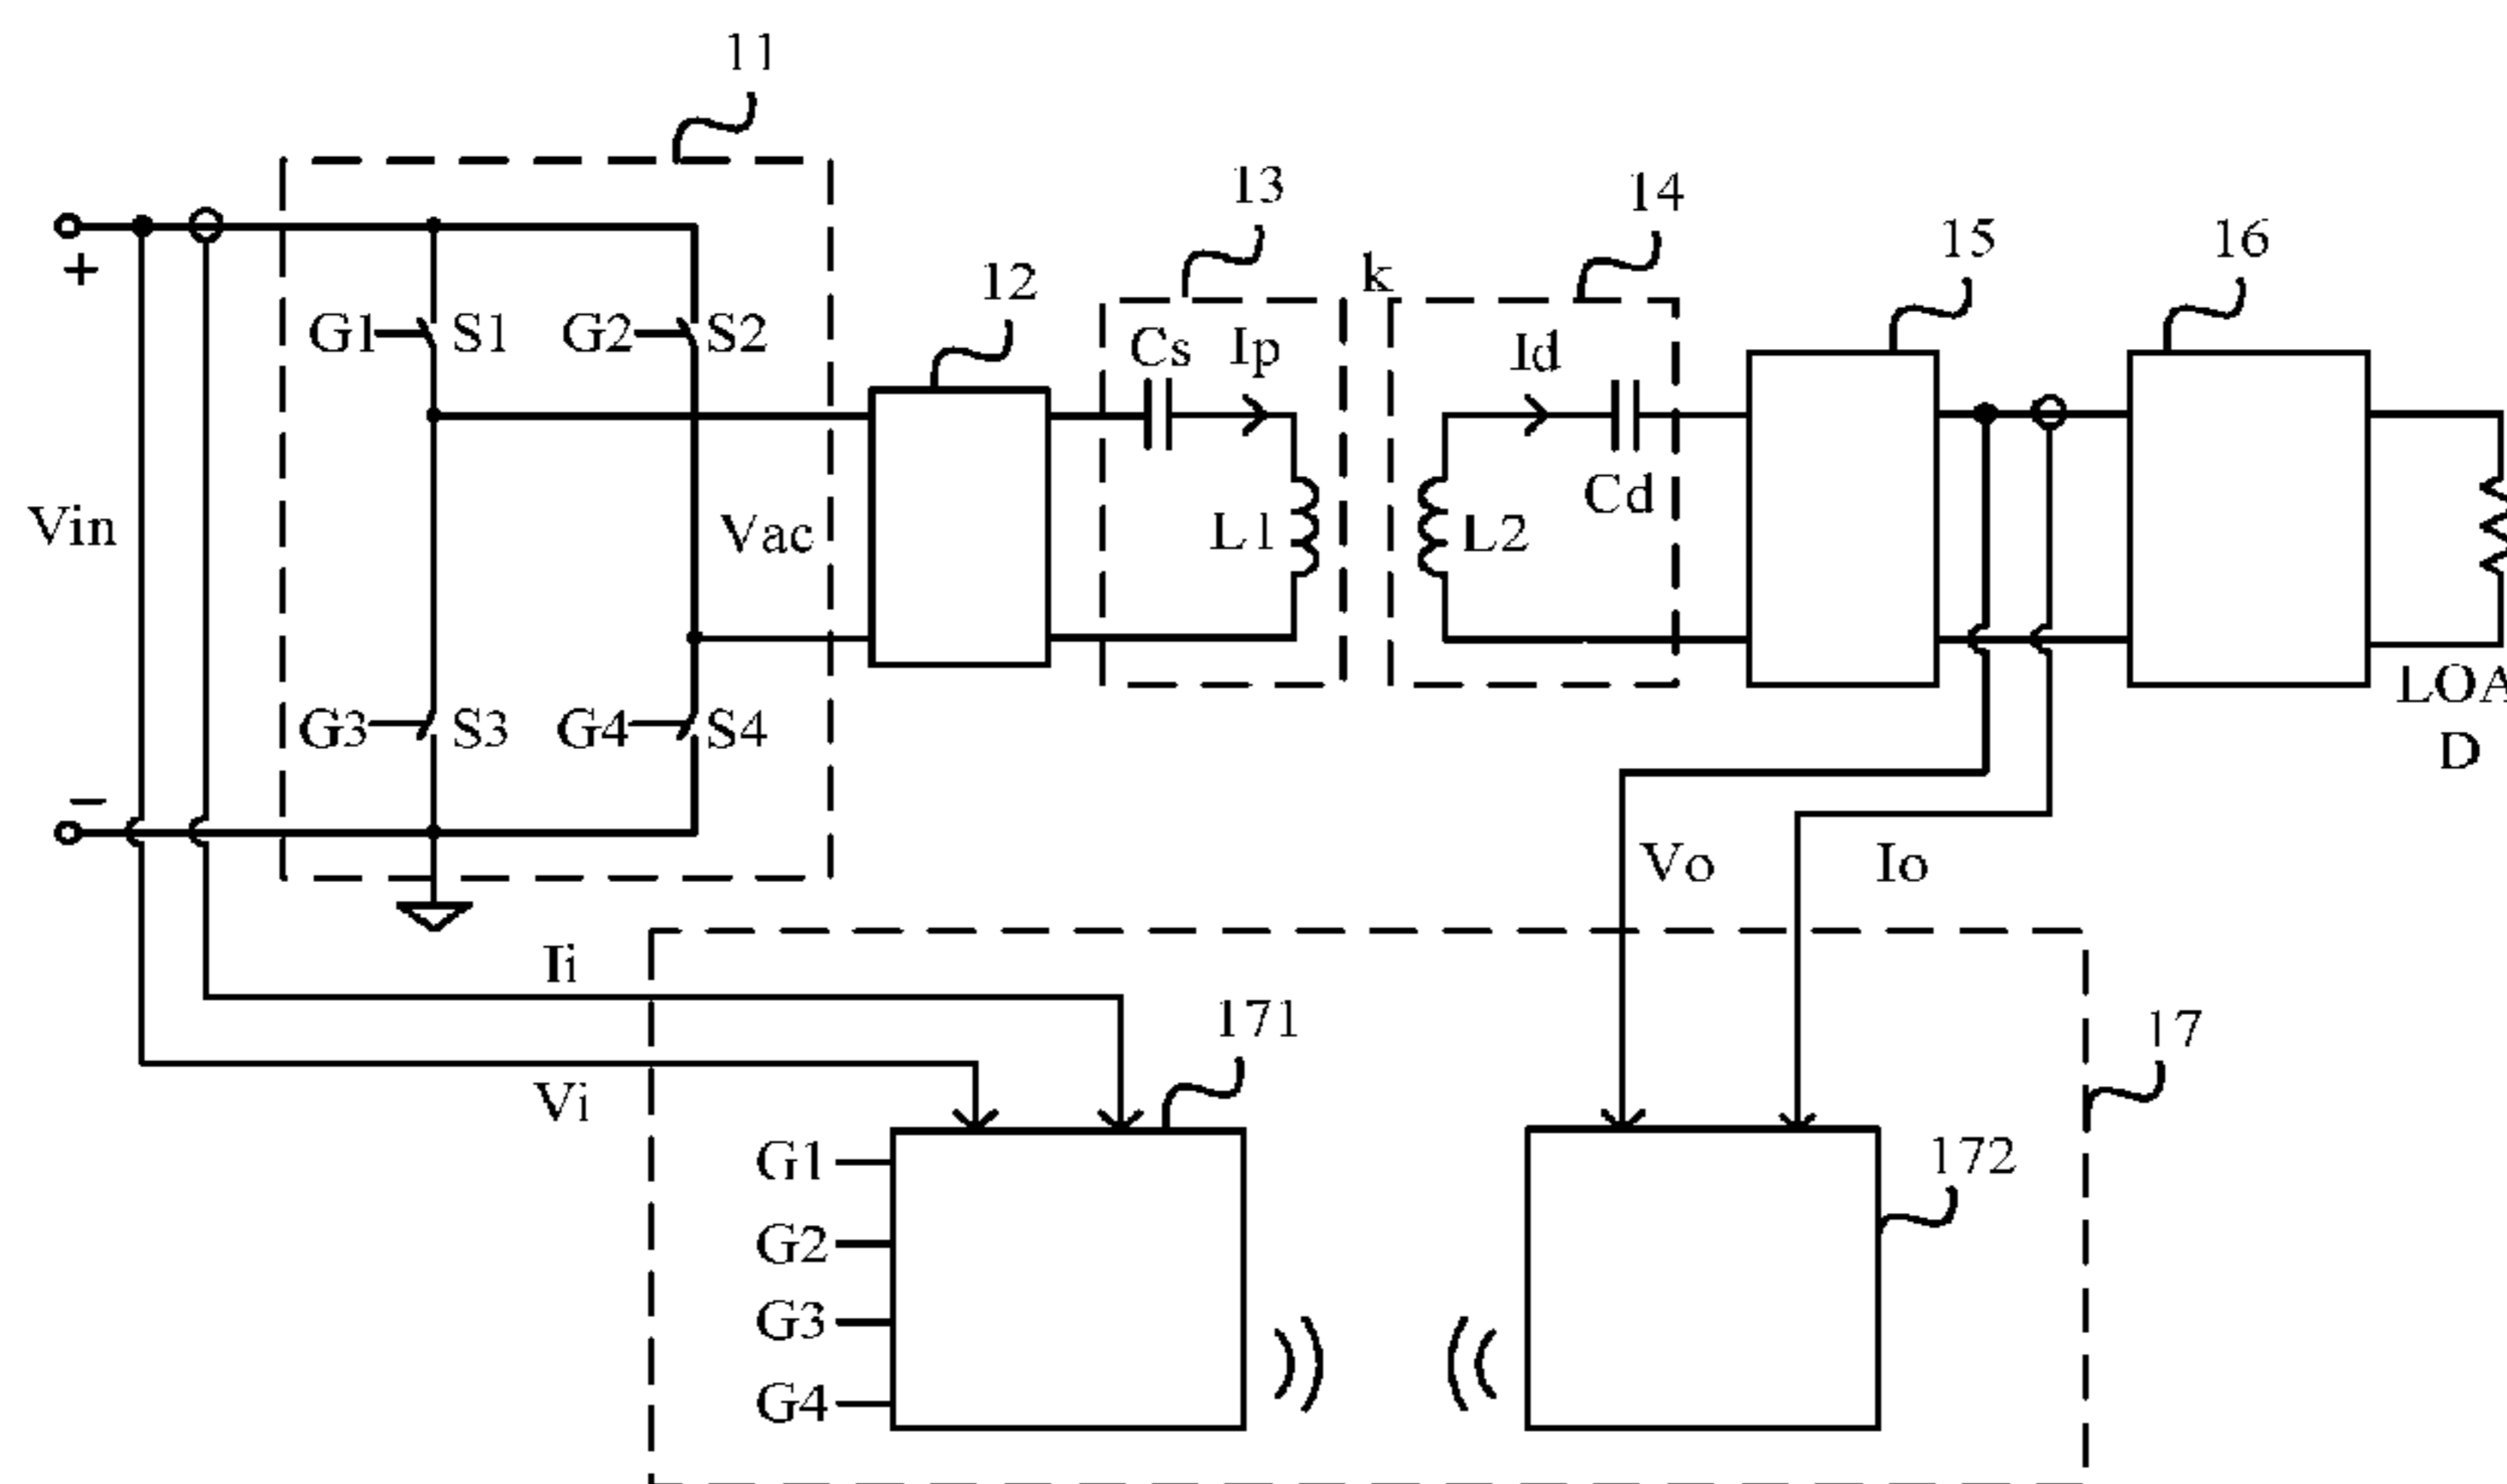 11
13
14
15
16
12
k
+
G1
S1
G2
S2
Cs
Ip
Id
Cd
Vin
Vac
L1
L2
G3
S3
G4
S4
LOA
D
−
Vo
Io
Ii
171
17
Vi
172
G1
G2
G3
G4